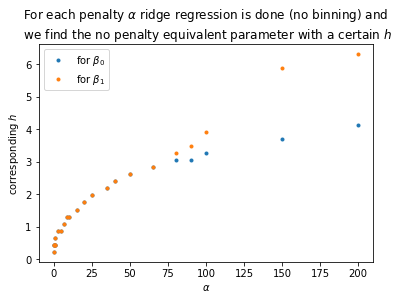 For each penalty α ridge regression is done (no binning) and
we find the no penalty equivalent parameter with a certain h
for β₀
for β₁
corresponding h
6
5
4
3
2
1
0
0 25 50 75 100 125 150 175 200
α